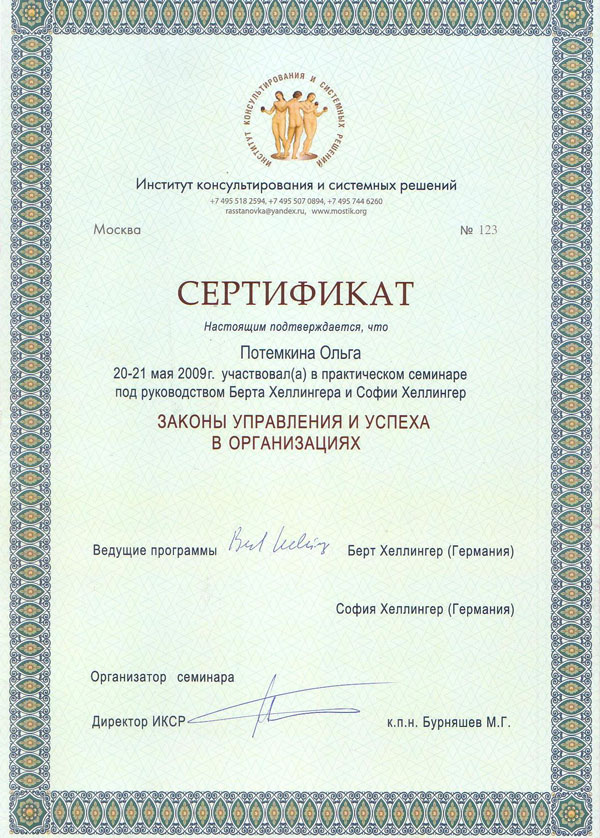 ИНСТИТУТ КОНСУЛЬТИРОВАНИЯ И СИСТЕМНЫХ РЕШЕНИЙ
Институт консультирования и системных решений
+7 495 518 2594, +7 495 507 0894, +7 495 744 6260
rasstanovka@yandex.ru, www.mostik.org
Москва № 123
СЕРТИФИКАТ
Настоящим подтверждается, что
Потемкина Ольга
20-21 мая 2009г. участвовал(а) в практическом семинаре
под руководством Берта Хеллингера и Софии Хеллингер
ЗАКОНЫ УПРАВЛЕНИЯ И УСПЕХА
В ОРГАНИЗАЦИЯХ
Ведущие программы Берт Хеллингер (Германия)
София Хеллингер (Германия)
Организатор семинара
Директор ИКСР к.п.н. Бурняшев М.Г.